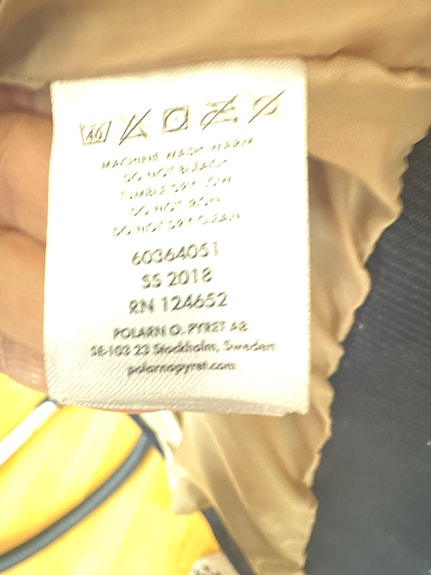 40
MACHINE WASH WARM
DO NOT BLEACH
TUMBLE DRY LOW
DO NOT IRON
DO NOT DRY CLEAN
60364051
SS 2018
RN 124652
POLARN O. PYRET AB
SE-103 23 Stockholm, Sweden
polarnopyret.com